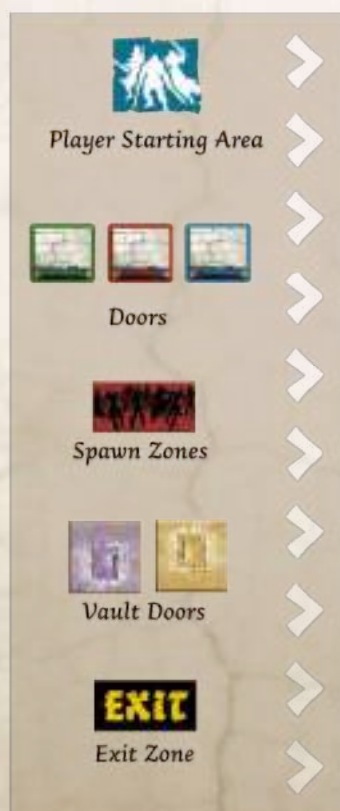 Player Starting Area
Doors
Spawn Zones
Vault Doors
EXIT
Exit Zone